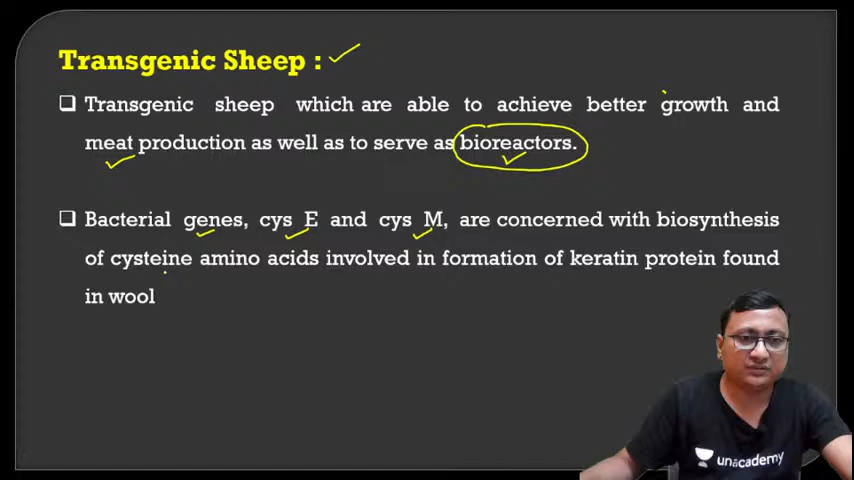 Transgenic Sheep :
Transgenic sheep which are able to achieve better growth and
meat production as well as to serve as bioreactors.
Bacterial genes, cys E and cys M, are concerned with biosynthesis
of cysteine amino acids involved in formation of keratin protein found
in wool
unacademy